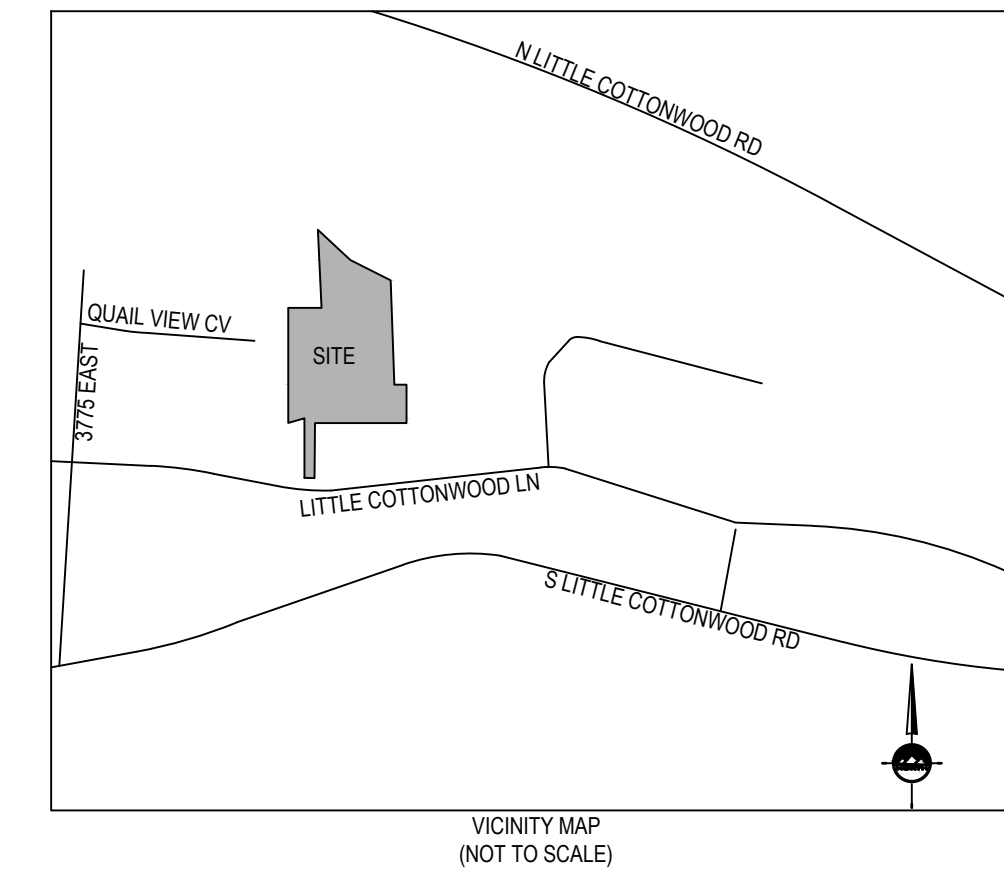 N LITTLE COTTONWOOD RD
QUAIL VIEW CV
SITE
3775 EAST
LITTLE COTTONWOOD LN
S LITTLE COTTONWOOD RD
VICINITY MAP
(NOT TO SCALE)